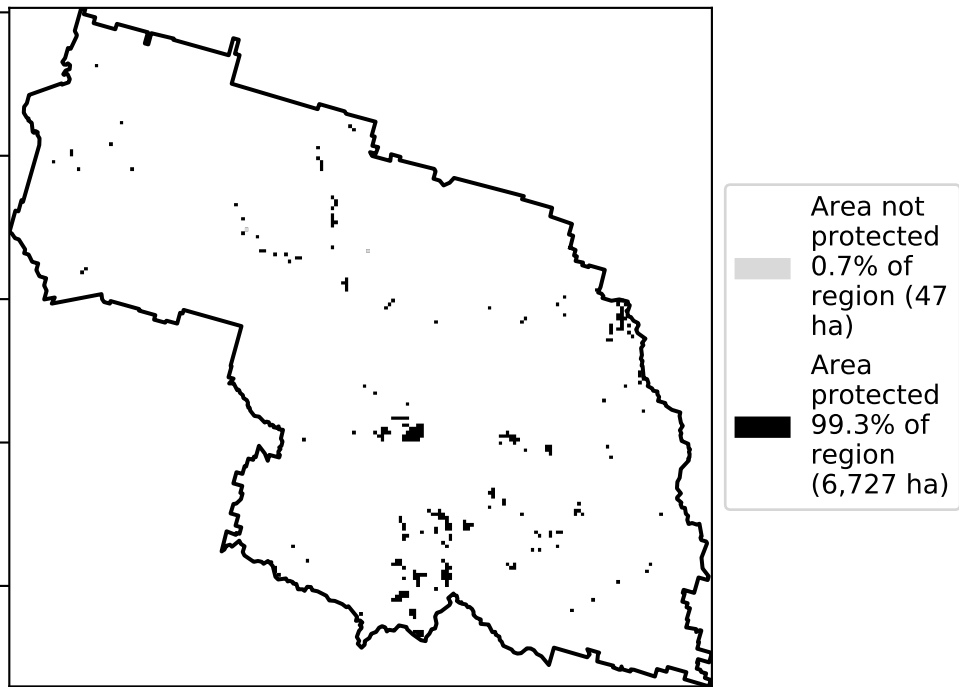 Area not
protected
0.7% of
region (47
ha)
Area
protected
99.3% of
region
(6,727 ha)